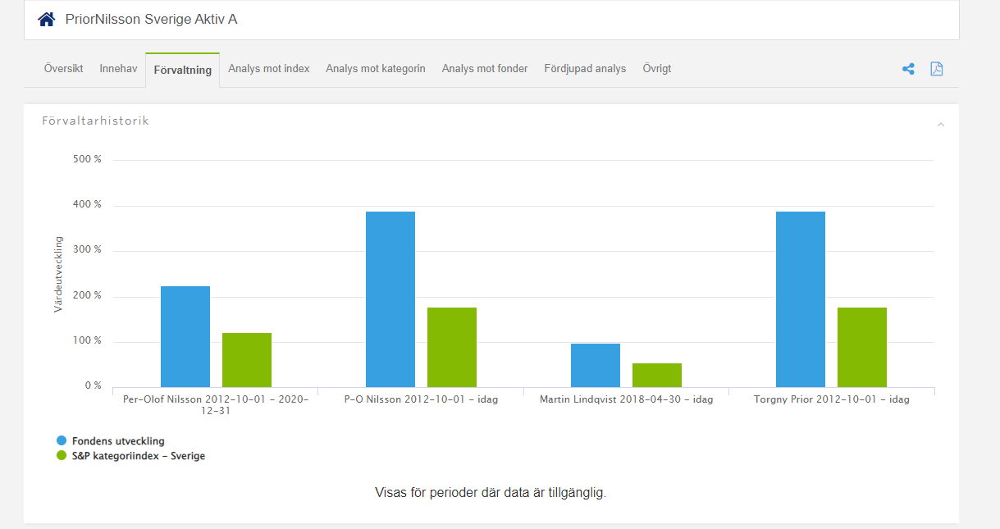 PriorNilsson Sverige Aktiv A
Översikt Innehav Förvaltning Analys mot index Analys mot kategorin Analys mot fonder Fördjupad analys Övrigt
Förvaltarhistorik
Värdeutveckling
500 %
400 %
300 %
200 %
100 %
0 %
Per-Olof Nilsson 2012-10-01 - 2020-
12-31
P-O Nilsson 2012-10-01 - idag
Martin Lindqvist 2018-04-30 - idag
Torgny Prior 2012-10-01 - idag
Fondens utveckling
S&P kategoriindex - Sverige
Visas för perioder där data är tillgänglig.